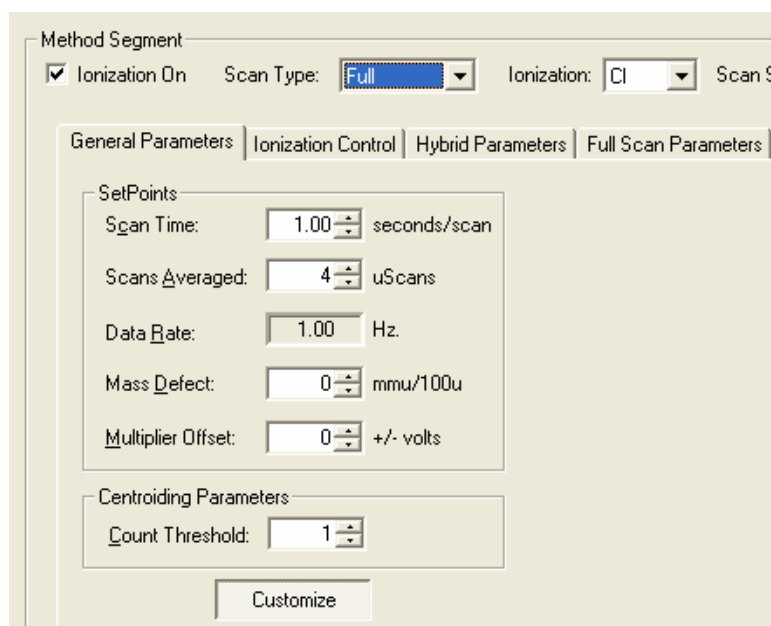 Method Segment
Ionization On Scan Type: Full Ionization: CI Scan
General Parameters Ionization Control Hybrid Parameters Full Scan Parameters
SetPoints
Scan Time: 1.00 seconds/scan
Scans Averaged: 4 uScans
Data Rate: 1.00 Hz.
Mass Defect: 0 mmu/100u
Multiplier Offset: 0 +/- volts
Centroiding Parameters
Count Threshold: 1
Customize